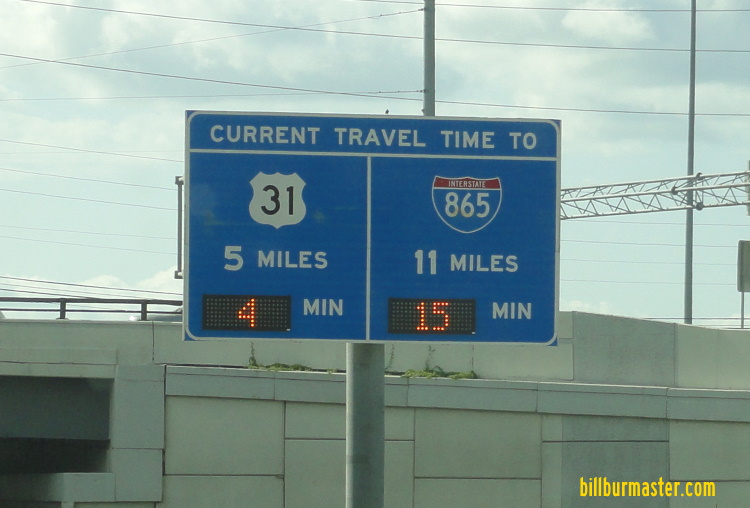 CURRENT TRAVEL TIME TO
31
5 MILES
4 MIN
INTERSTATE
865
11 MILES
15 MIN
billburmaster.com